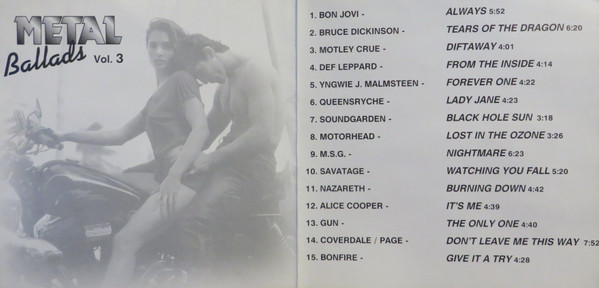 METAL
Ballads Vol. 3
1. BON JOVI - ALWAYS 5:52
2. BRUCE DICKINSON - TEARS OF THE DRAGON 6:20
3. MOTLEY CRUE - DIFTAWAY 4:01
4. DEF LEPPARD - FROM THE INSIDE 4:14
5. YNGWIE J. MALMSTEEN - FOREVER ONE 4:22
6. QUEENSRYCHE - LADY JANE 4:23
7. SOUNDGARDEN - BLACK HOLE SUN 3:18
8. MOTORHEAD - LOST IN THE OZONE 3:26
9. M.S.G. - NIGHTMARE 6:23
10. SAVATAGE - WATCHING YOU FALL 5:20
11. NAZARETH - BURNING DOWN 4:42
12. ALICE COOPER - IT'S ME 4:39
13. GUN - THE ONLY ONE 4:40
14. COVERDALE / PAGE - DON'T LEAVE ME THIS WAY 7:52
15. BONFIRE - GIVE IT A TRY 4:28